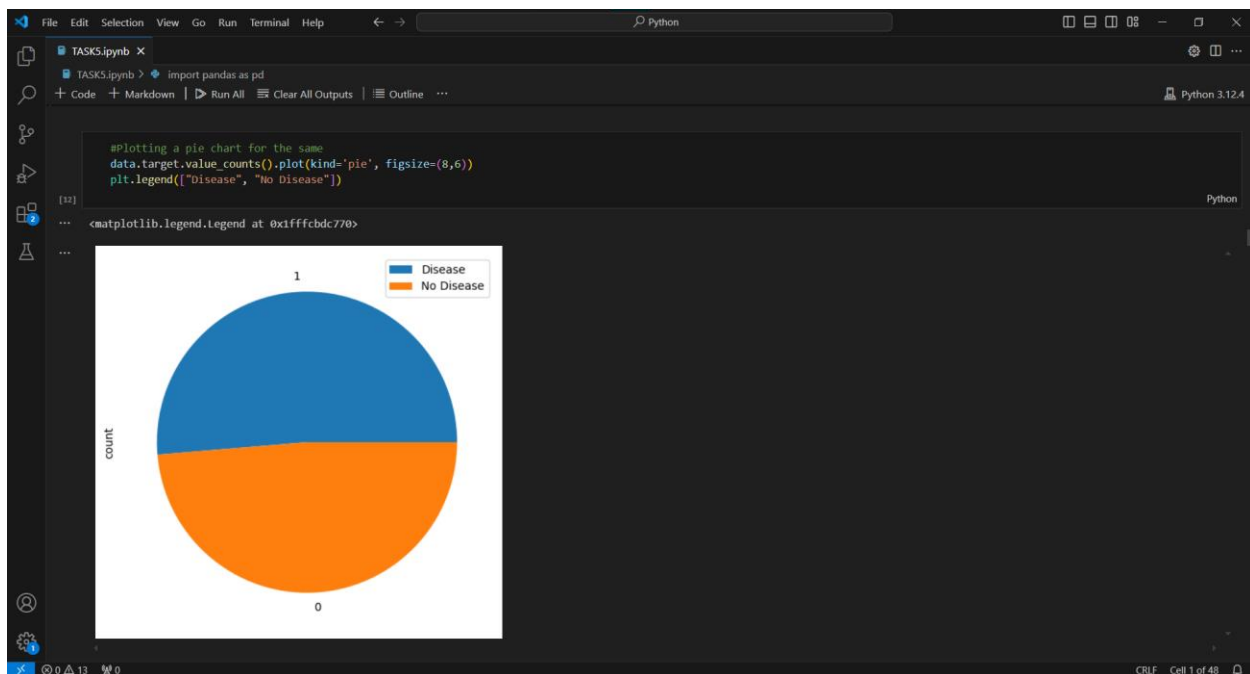 File Edit Selection View Go Run Terminal Help Python
TASK5.ipynb
TASK5.ipynb > import pandas as pd
+ Code + Markdown | Run All Clear All Outputs | Outline ... Python 3.12.4
#Plotting a pie chart for the same
data.target.value_counts().plot(kind='pie', figsize=(8,6))
plt.legend(["Disease", "No Disease"])
[12] Python
2
... <matplotlib.legend.Legend at 0x1fffcbdc770>
...
Disease
1
No Disease
count
0
1
0 13 0 CRLF Cell 1 of 48